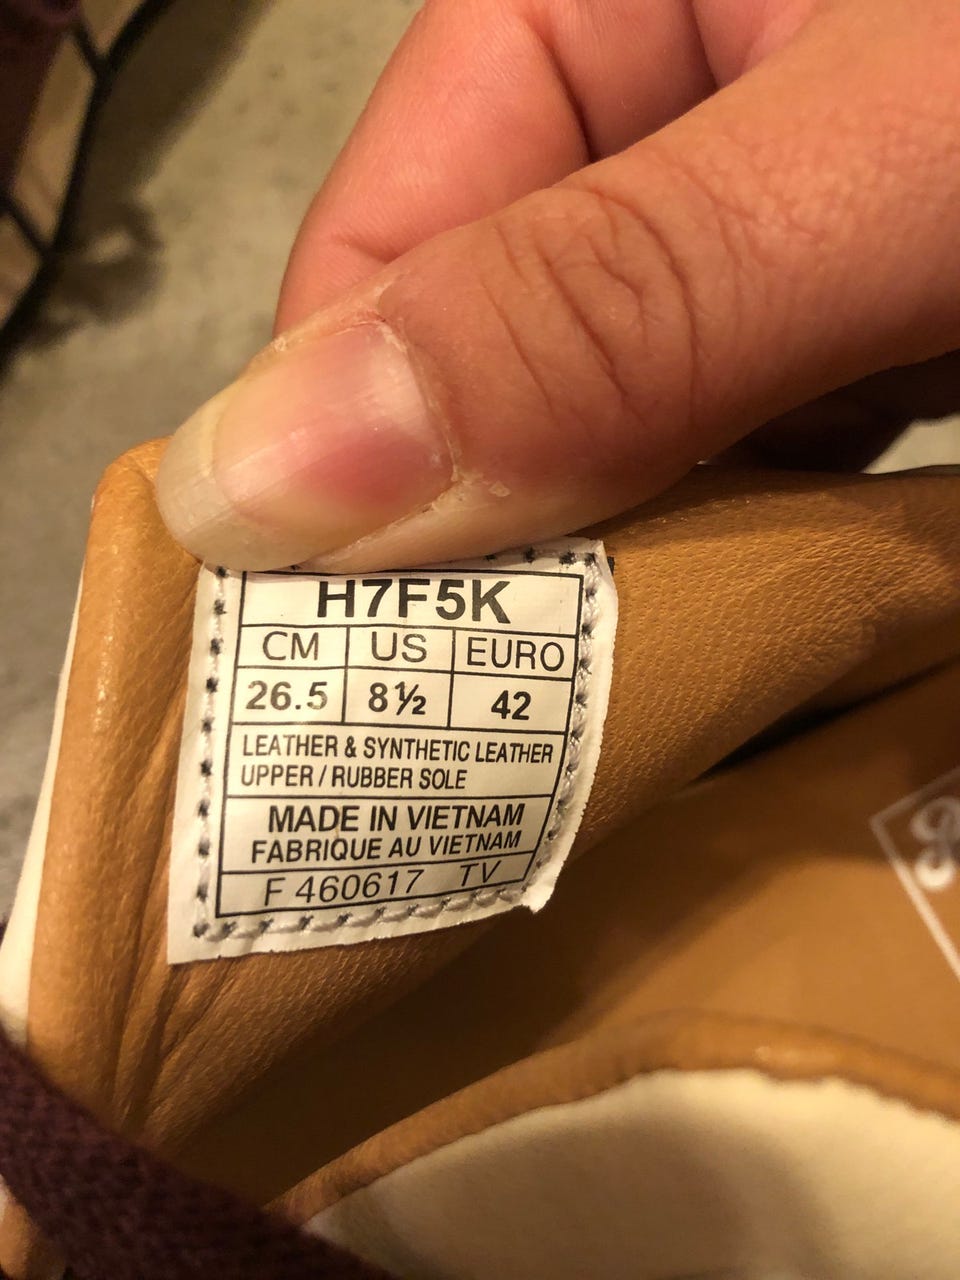 H7F5K
CM US EURO
26.5 8½ 42
LEATHER & SYNTHETIC LEATHER
UPPER / RUBBER SOLE
MADE IN VIETNAM
FABRIQUE AU VIETNAM
F 460617 TV